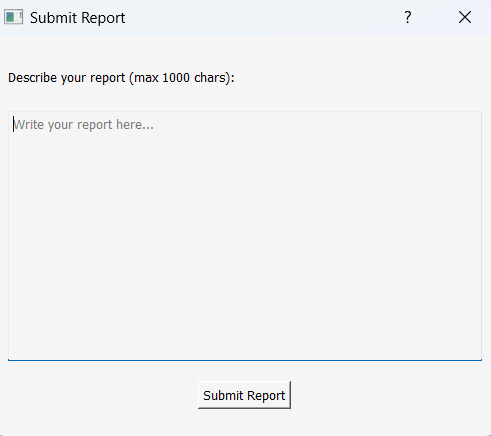 Submit Report
?
Describe your report (max 1000 chars):
Write your report here...
Submit Report